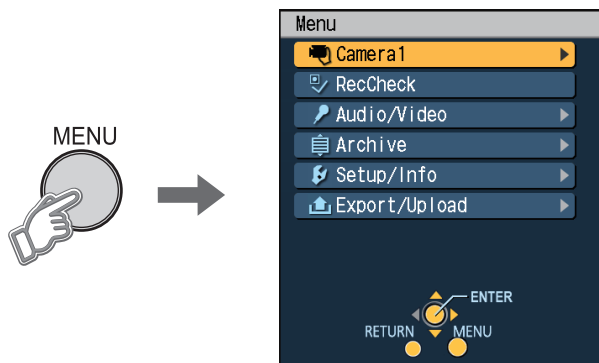 MENU
Menu
Camera1
RecCheck
Audio/Video
Archive
Setup/Info
Export/Upload
ENTER
RETURN MENU